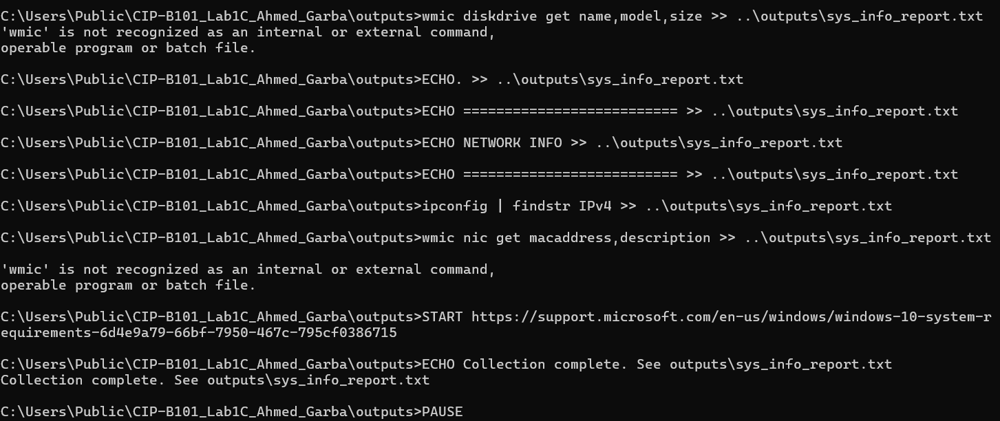 C:\Users\Public\CIP-B101_Lab1C_Ahmed_Garba\outputs>wmic diskdrive get name,model,size >> ..\outputs\sys_info_report.txt
'wmic' is not recognized as an internal or external command,
operable program or batch file.
C:\Users\Public\CIP-B101_Lab1C_Ahmed_Garba\outputs>ECHO. >> ..\outputs\sys_info_report.txt
C:\Users\Public\CIP-B101_Lab1C_Ahmed_Garba\outputs>ECHO ========================== >> ..\outputs\sys_info_report.txt
C:\Users\Public\CIP-B101_Lab1C_Ahmed_Garba\outputs>ECHO NETWORK INFO >> ..\outputs\sys_info_report.txt
C:\Users\Public\CIP-B101_Lab1C_Ahmed_Garba\outputs>ECHO ========================== >> ..\outputs\sys_info_report.txt
C:\Users\Public\CIP-B101_Lab1C_Ahmed_Garba\outputs>ipconfig | findstr IPv4 >> ..\outputs\sys_info_report.txt
C:\Users\Public\CIP-B101_Lab1C_Ahmed_Garba\outputs>wmic nic get macaddress,description >> ..\outputs\sys_info_report.txt
'wmic' is not recognized as an internal or external command,
operable program or batch file.
C:\Users\Public\CIP-B101_Lab1C_Ahmed_Garba\outputs>START https://support.microsoft.com/en-us/windows/windows-10-system-r
equirements-6d4e9a79-66bf-7950-467c-795cf0386715
C:\Users\Public\CIP-B101_Lab1C_Ahmed_Garba\outputs>ECHO Collection complete. See outputs\sys_info_report.txt
Collection complete. See outputs\sys_info_report.txt
C:\Users\Public\CIP-B101_Lab1C_Ahmed_Garba\outputs>PAUSE